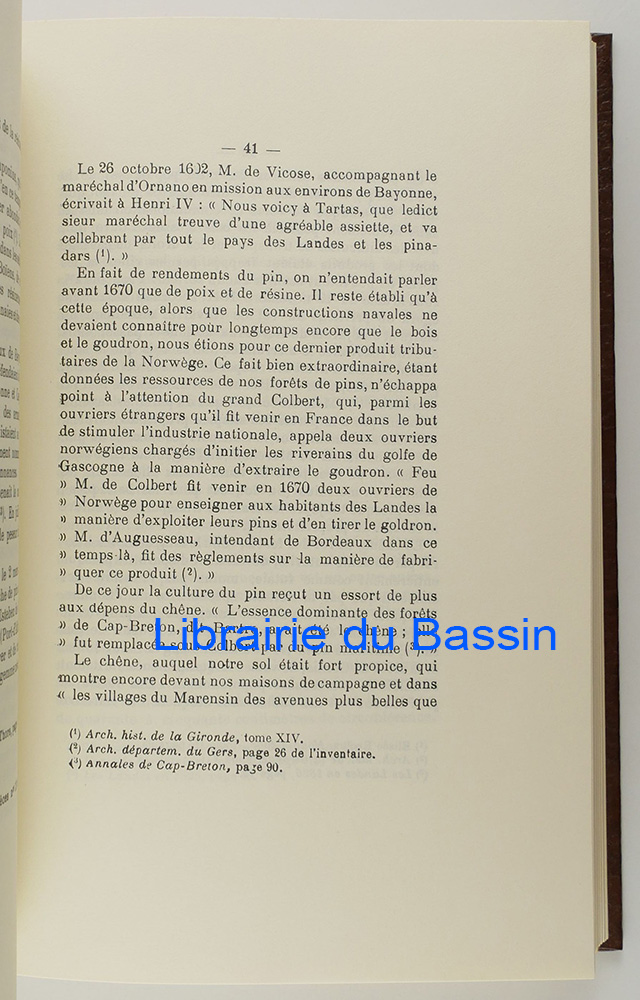 — 41 —
Le 26 octobre 1602, M. de Vicose, accompagnant le
maréchal d'Ornano en mission aux environs de Bayonne,
écrivait à Henri IV : « Nous voicy à Tartas, que ledict
sieur maréchal treuve d'une agréable assiette, et va
cellebrant par tout le pays des Landes et les pina-
dars (¹). »
En fait de rendements du pin, on n'entendait parler
avant 1670 que de poix et de résine. Il reste établi qu'à
cette époque, alors que les constructions navales ne
devaient connaître pour longtemps encore que le bois
et le goudron, nous étions pour ce dernier produit tribu-
taires de la Norwège. Ce fait bien extraordinaire, étant
données les ressources de nos forêts de pins, n'échappa
point à l'attention du grand Colbert, qui, parmi les
ouvriers étrangers qu'il fit venir en France dans le but
de stimuler l'industrie nationale, appela deux ouvriers
norwégiens chargés d'initier les riverains du golfe de
Gascogne à la manière d'extraire le goudron. « Feu
» M. de Colbert fit venir en 1670 deux ouvriers de
» Norwège pour enseigner aux habitants des Landes la
» manière d'exploiter leurs pins et d'en tirer le goldron.
» M. d'Auguesseau, intendant de Bordeaux dans ce
» temps-là, fit des règlements sur la manière de fabri-
» quer ce produit (²). »
De ce jour la culture du pin reçut un essort de plus
aux dépens du chêne. « L'essence dominante des forêts
» de Cap-Breton, avait été le chêne ;
» fut remplacée sous Colbert par du pin maritime (³). »
Librairie du Bassin
Le chêne, auquel notre sol était fort propice, qui
montre encore devant nos maisons de campagne et dans
« les villages du Marensin des avenues plus belles que
(¹) Arch. hist. de la Gironde, tome XIV.
(²) Arch. départem. du Gers, page 26 de l'inventaire.
(³) Annales de Cap-Breton, page 90.